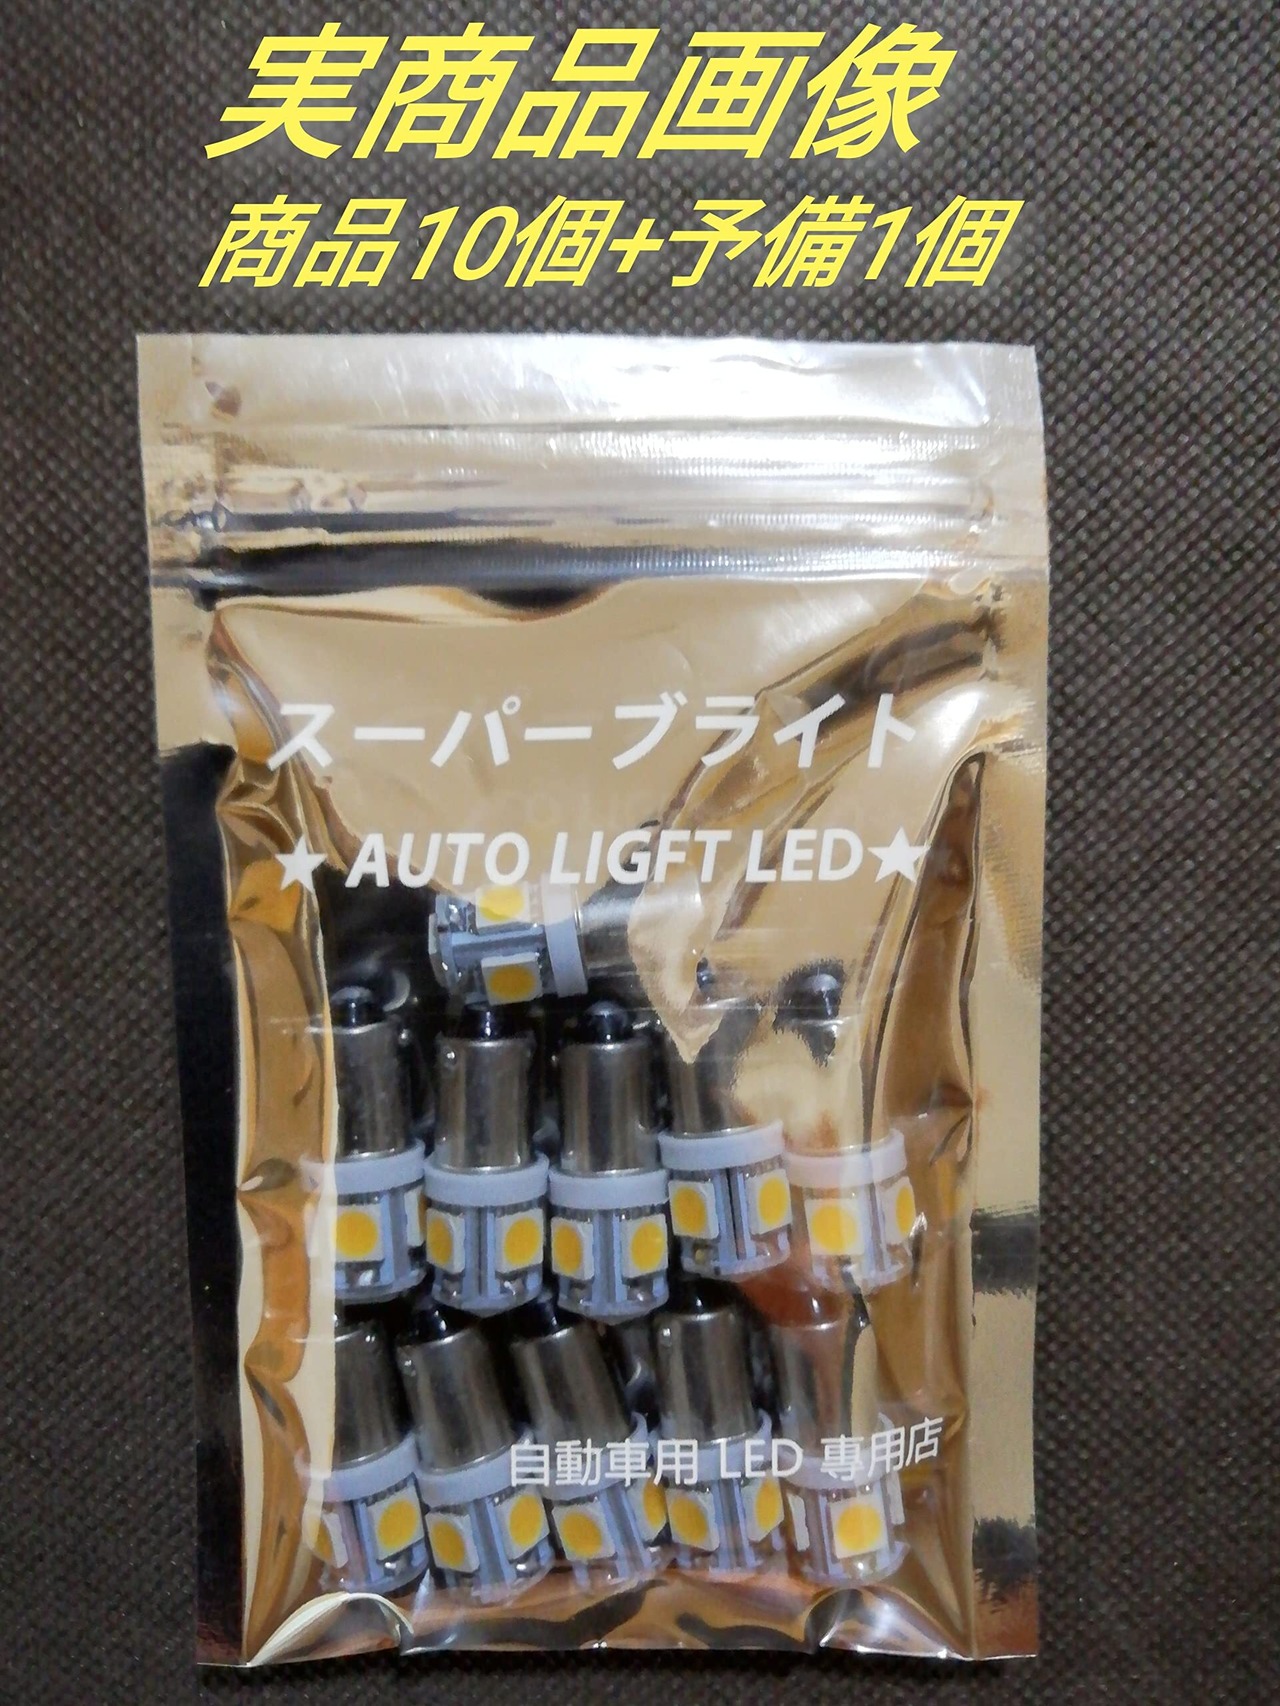 実商品画像
商品10個+予備1個
スーパーブライト
★ AUTO LIGFT LED★
自動車用 LED 專用店